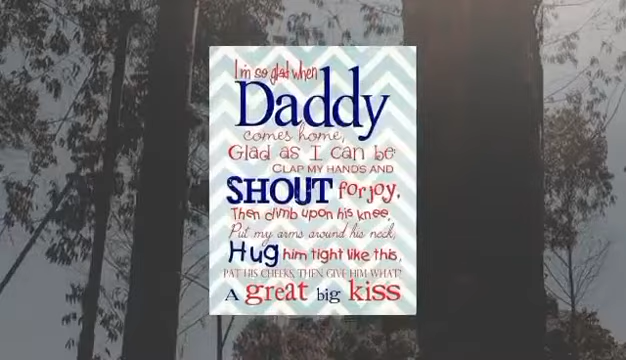 I'm so glad when
Daddy
comes home,
Glad as I can be
CLAP MY HANDS AND
SHOUT for joy,
Then climb upon his knee,
Put my arms around his neck,
Hug him tight like this,
PAT HIS CHEEKS, THEN GIVE HIM WHAT?
A great big kiss